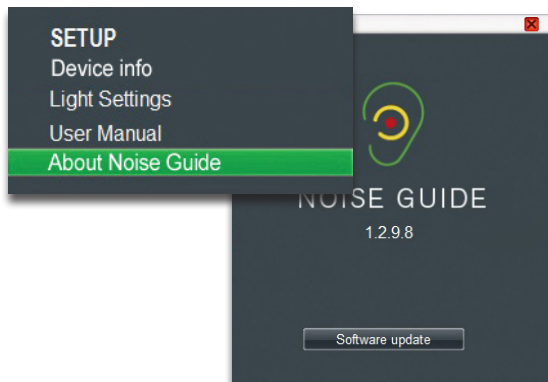 SETUP
Device info
Light Settings
User Manual
About Noise Guide
NOISE GUIDE
1.2.9.8
Software update